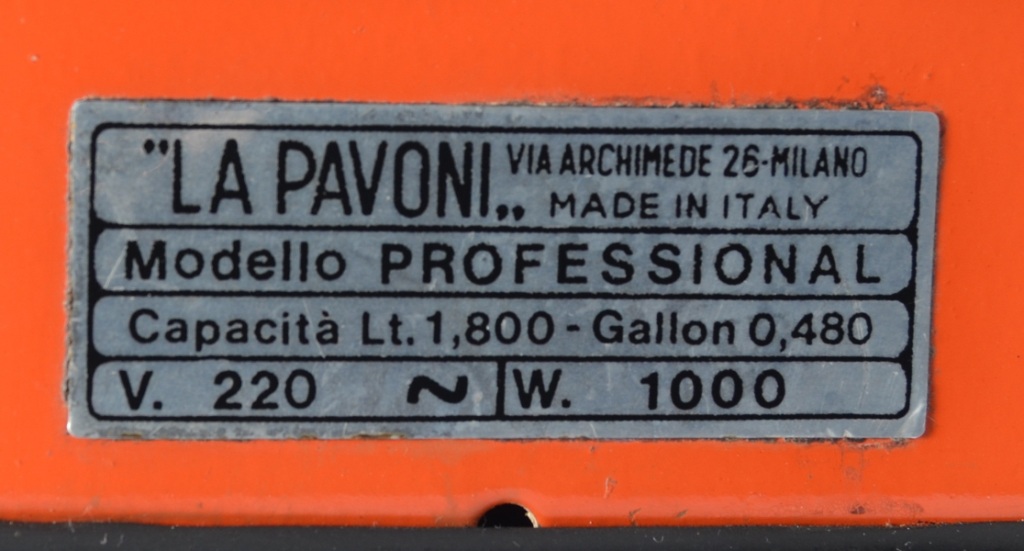 "LA PAVONI„ VIA ARCHIMEDE 26-MILANO
MADE IN ITALY
Modello PROFESSIONAL
Capacità Lt. 1,800 - Gallon 0,480
V. 220 ~ W. 1000